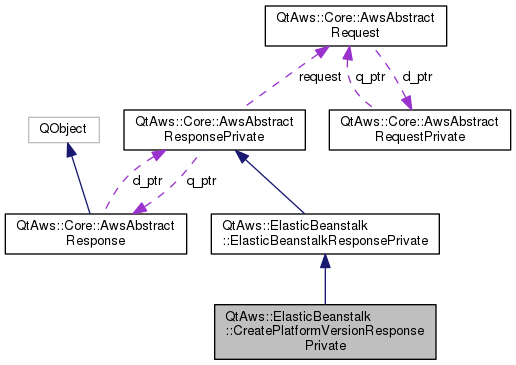 QtAws::Core::AwsAbstract
Request
request
q_ptr
d_ptr
QObject
QtAws::Core::AwsAbstract
ResponsePrivate
QtAws::Core::AwsAbstract
RequestPrivate
d_ptr
q_ptr
QtAws::Core::AwsAbstract
Response
QtAws::ElasticBeanstalk
::ElasticBeanstalkResponsePrivate
QtAws::ElasticBeanstalk
::CreatePlatformVersionResponse
Private